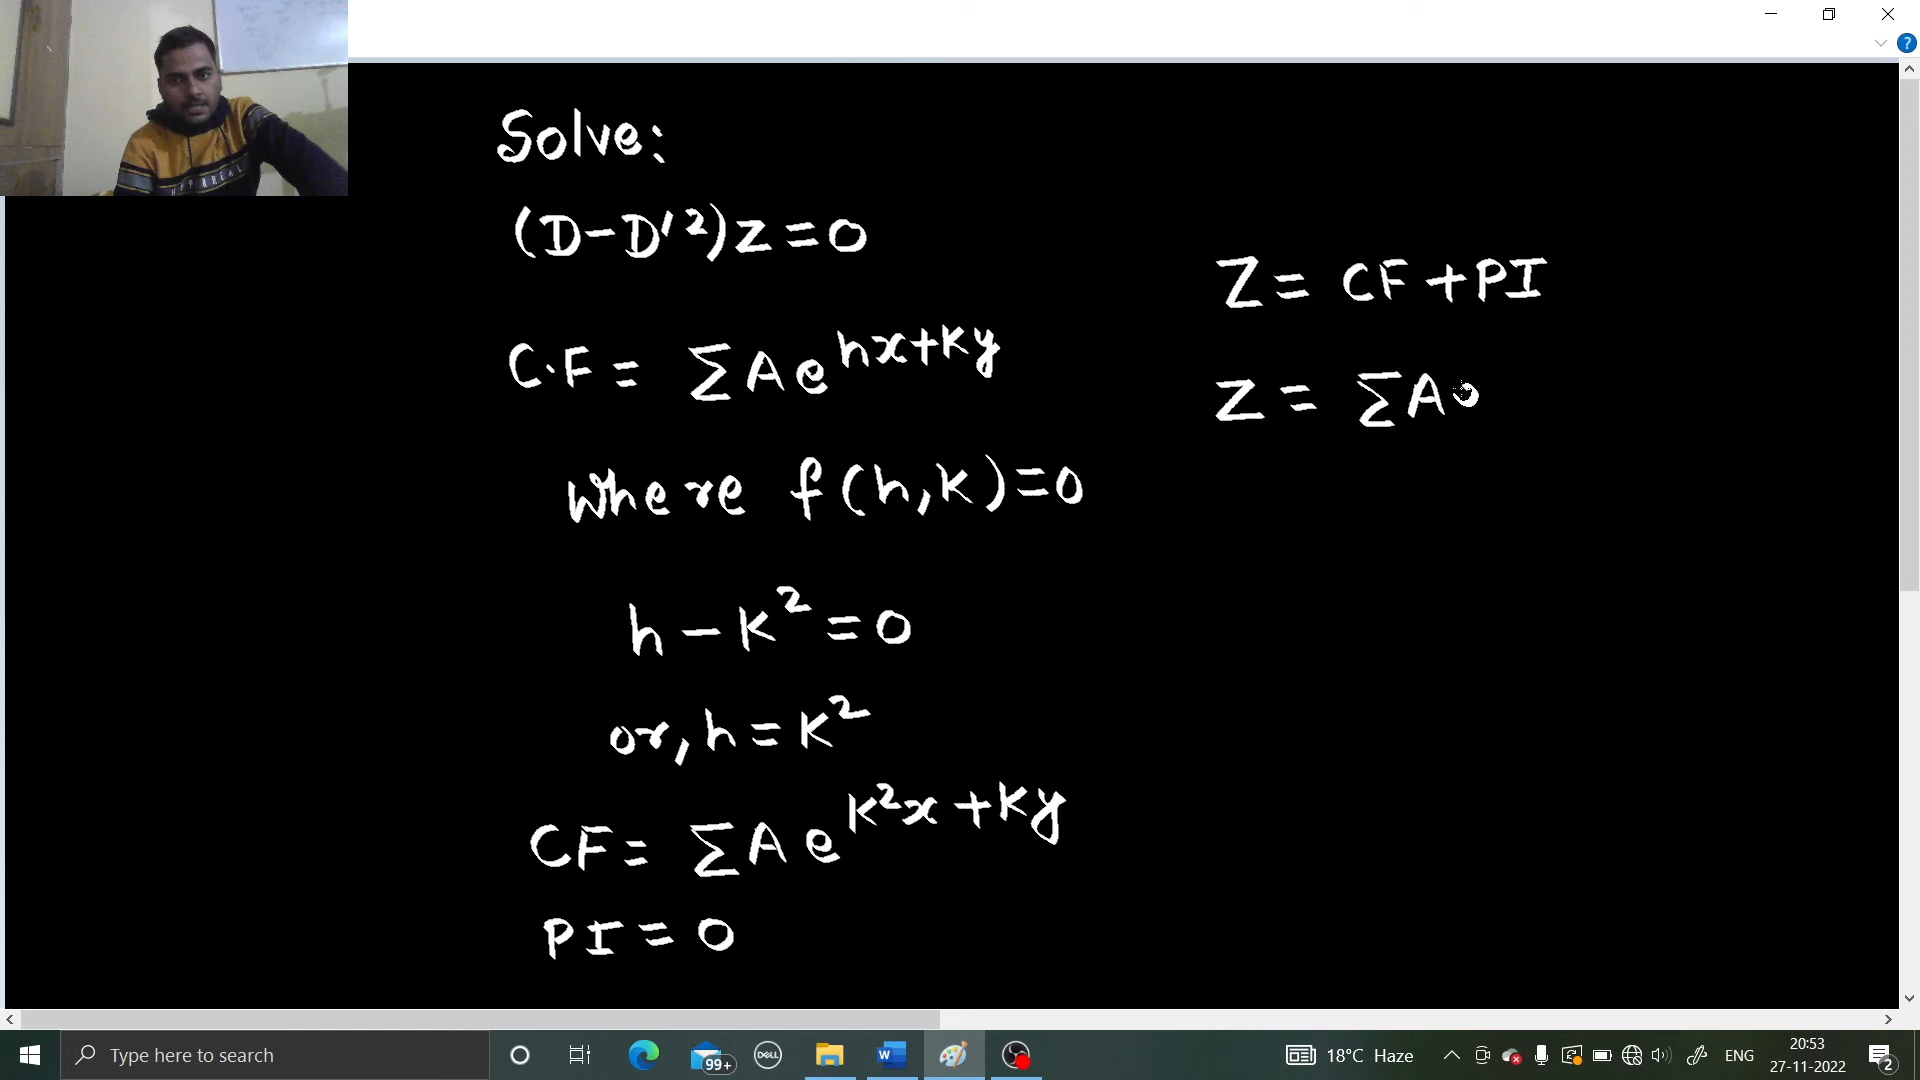 Solve:
(D-D'²)z=0
C.F= ΣAe^hx+ky
where f(h,k)=0
h-k²=0
or, h=k²
CF= ΣAe^k²x+ky
PI=0
Z= CF+PI
Z= ΣA
Type here to search
99+
DELL
W
18°C Haze
ENG
20:53
27-11-2022
2
?